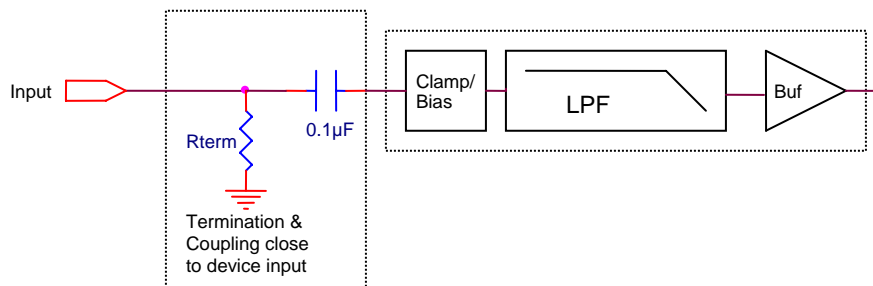 Input
Rterm
0.1µF
Termination &
Coupling close
to device input
Clamp/
Bias
LPF
Buf